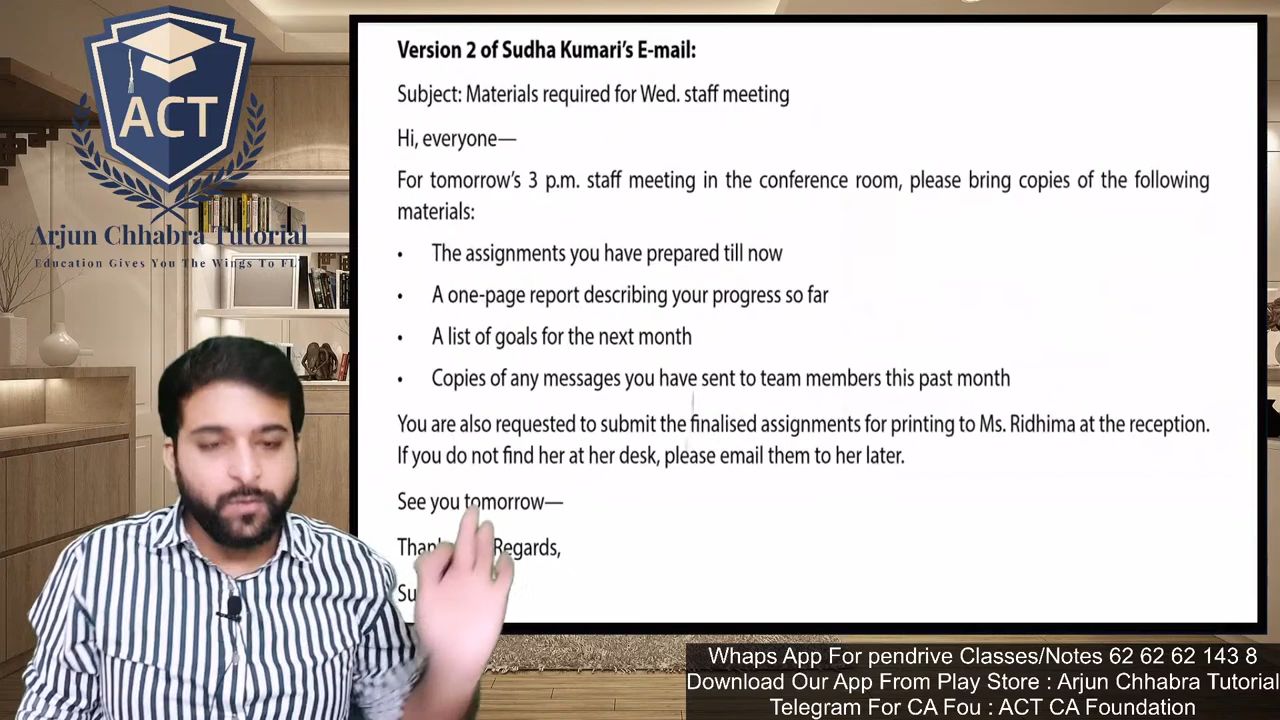 ACT
Arjun Chhabra Tutorial
Education Gives You The Wings To
Version 2 of Sudha Kumari's E-mail:
Subject: Materials required for Wed. staff meeting
Hi, everyone—
For tomorrow's 3 p.m. staff meeting in the conference room, please bring copies of the following
materials:
• The assignments you have prepared till now
• A one-page report describing your progress so far
• A list of goals for the next month
• Copies of any messages you have sent to team members this past month
You are also requested to submit the finalised assignments for printing to Ms. Ridhima at the reception.
If you do not find her at her desk, please email them to her later.
See you tomorrow—
Regards,
Whaps App For pendrive Classes/Notes 62 62 62 143 8
Download Our App From Play Store : Arjun Chhabra Tutorial
Telegram For CA Fou : ACT CA Foundation